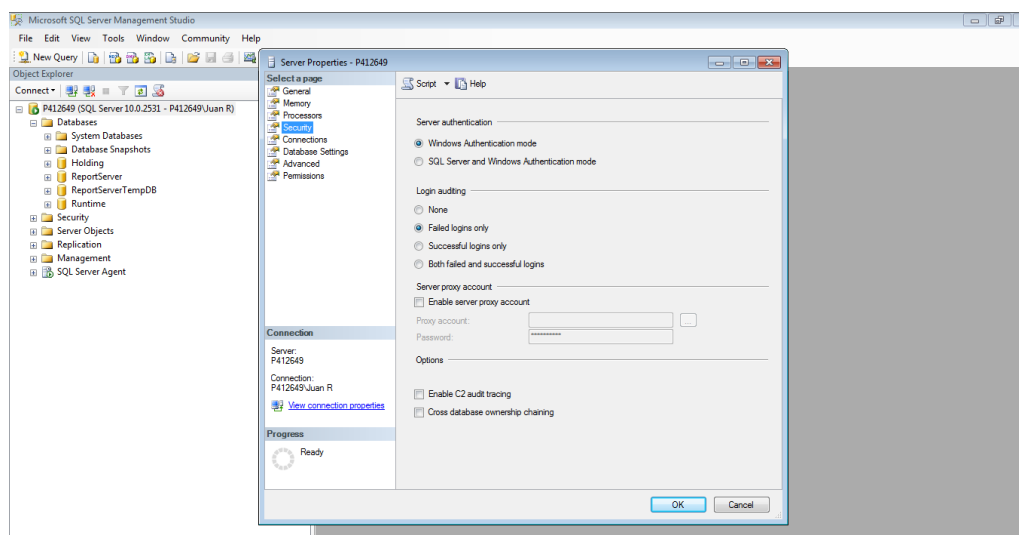 Microsoft SQL Server Management Studio
File Edit View Tools Window Community Help
New Query
Object Explorer
Connect
P412649 (SQL Server 10.0.2531 - P412649\Juan R)
Databases
System Databases
Database Snapshots
Holding
ReportServer
ReportServerTempDB
Runtime
Security
Server Objects
Replication
Management
SQL Server Agent
Server Properties - P412649
Select a page
General
Memory
Processors
Security
Connections
Database Settings
Advanced
Permissions
Connection
Server:
P412649
Connection:
P412649\Juan R
View connection properties
Progress
Ready
Script Help
Server authentication
Windows Authentication mode
SQL Server and Windows Authentication mode
Login auditing
None
Failed logins only
Successful logins only
Both failed and successful logins
Server proxy account
Enable server proxy account
Proxy account:
...
Password: **********
Options
Enable C2 audit tracing
Cross database ownership chaining
OK Cancel